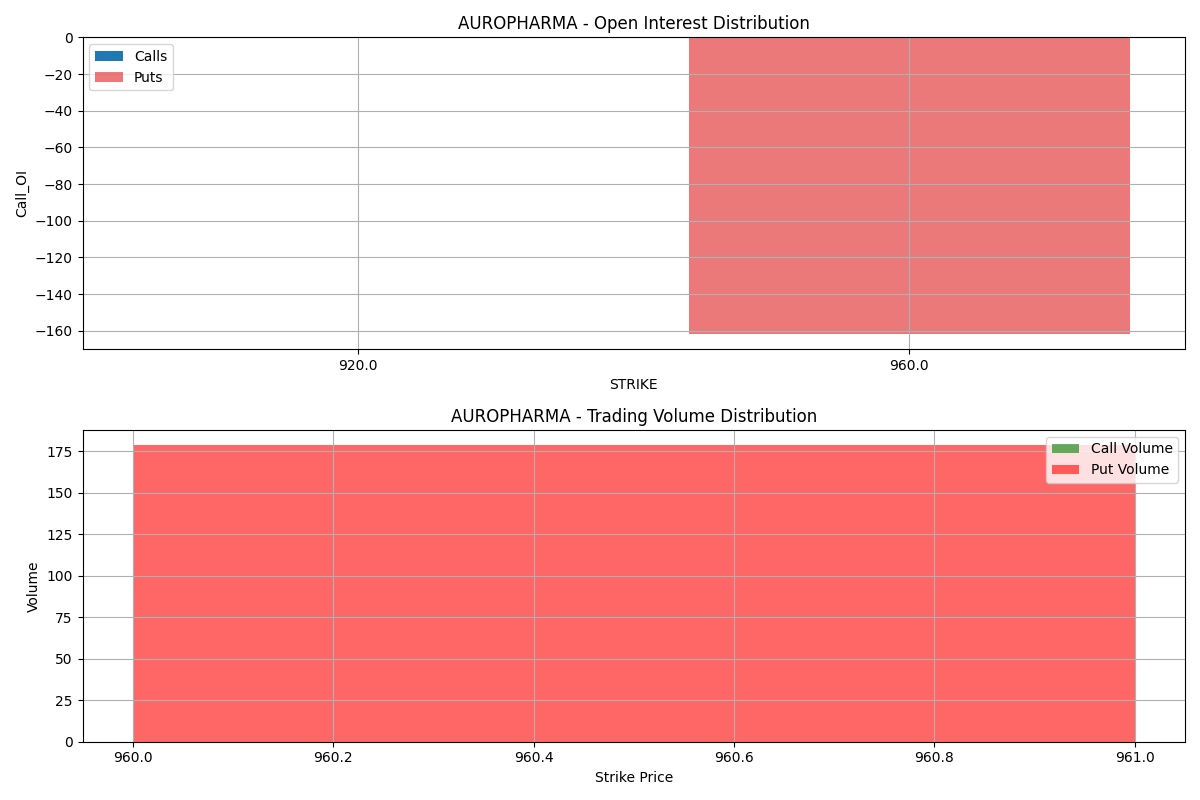 AUROPHARMA - Open Interest Distribution
0
−20
−40
−60
−80
−100
−120
−140
−160
Call_OI
Calls
Puts
920.0
960.0
STRIKE
AUROPHARMA - Trading Volume Distribution
175
150
125
100
75
50
25
0
Volume
Call Volume
Put Volume
960.0
960.2
960.4
960.6
960.8
961.0
Strike Price